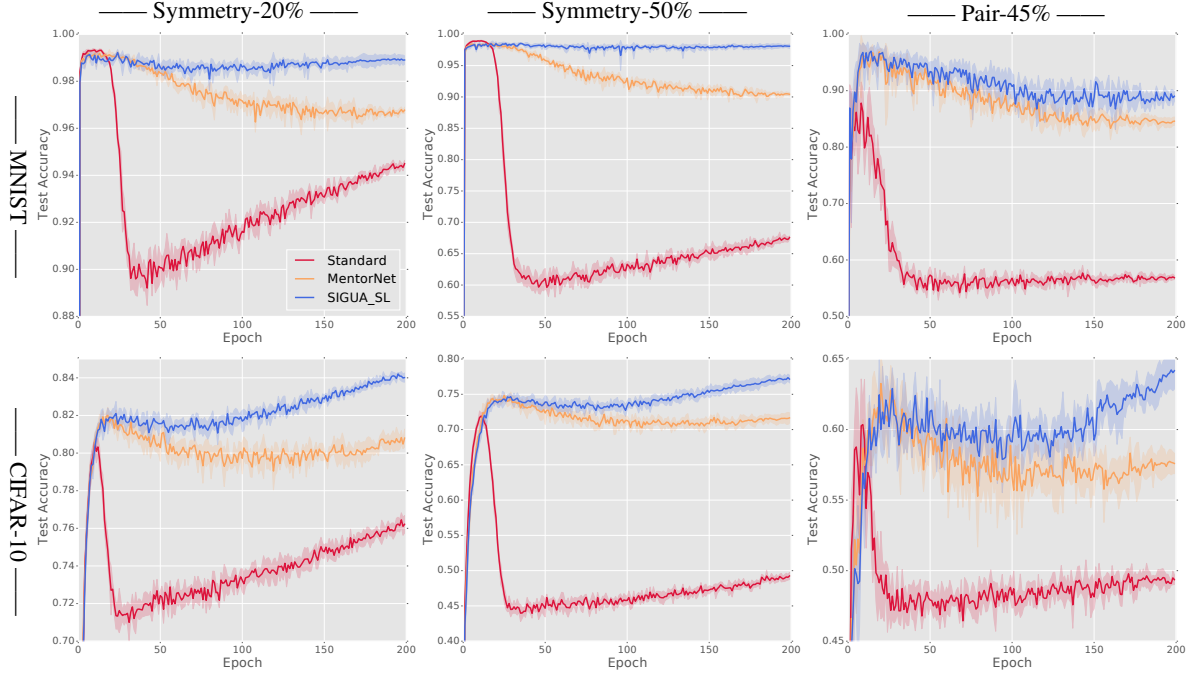 —— Symmetry-20% ——
—— Symmetry-50% ——
—— Pair-45% ——
—— MNIST ——
Test Accuracy
1.00
0.98
0.96
0.94
0.92
0.90
0.88
0 50 100 150 200
Epoch
Standard
MentorNet
SIGUA_SL
Test Accuracy
1.00
0.95
0.90
0.85
0.80
0.75
0.70
0.65
0.60
0.55
0 50 100 150 200
Epoch
Test Accuracy
1.00
0.90
0.80
0.70
0.60
0.50
0 50 100 150 200
Epoch
—— CIFAR-10 ——
Test Accuracy
0.84
0.82
0.80
0.78
0.76
0.74
0.72
0.70
0 50 100 150 200
Epoch
Test Accuracy
0.80
0.75
0.70
0.65
0.60
0.55
0.50
0.45
0.40
0 50 100 150 200
Epoch
Test Accuracy
0.65
0.60
0.55
0.50
0.45
0 50 100 150 200
Epoch